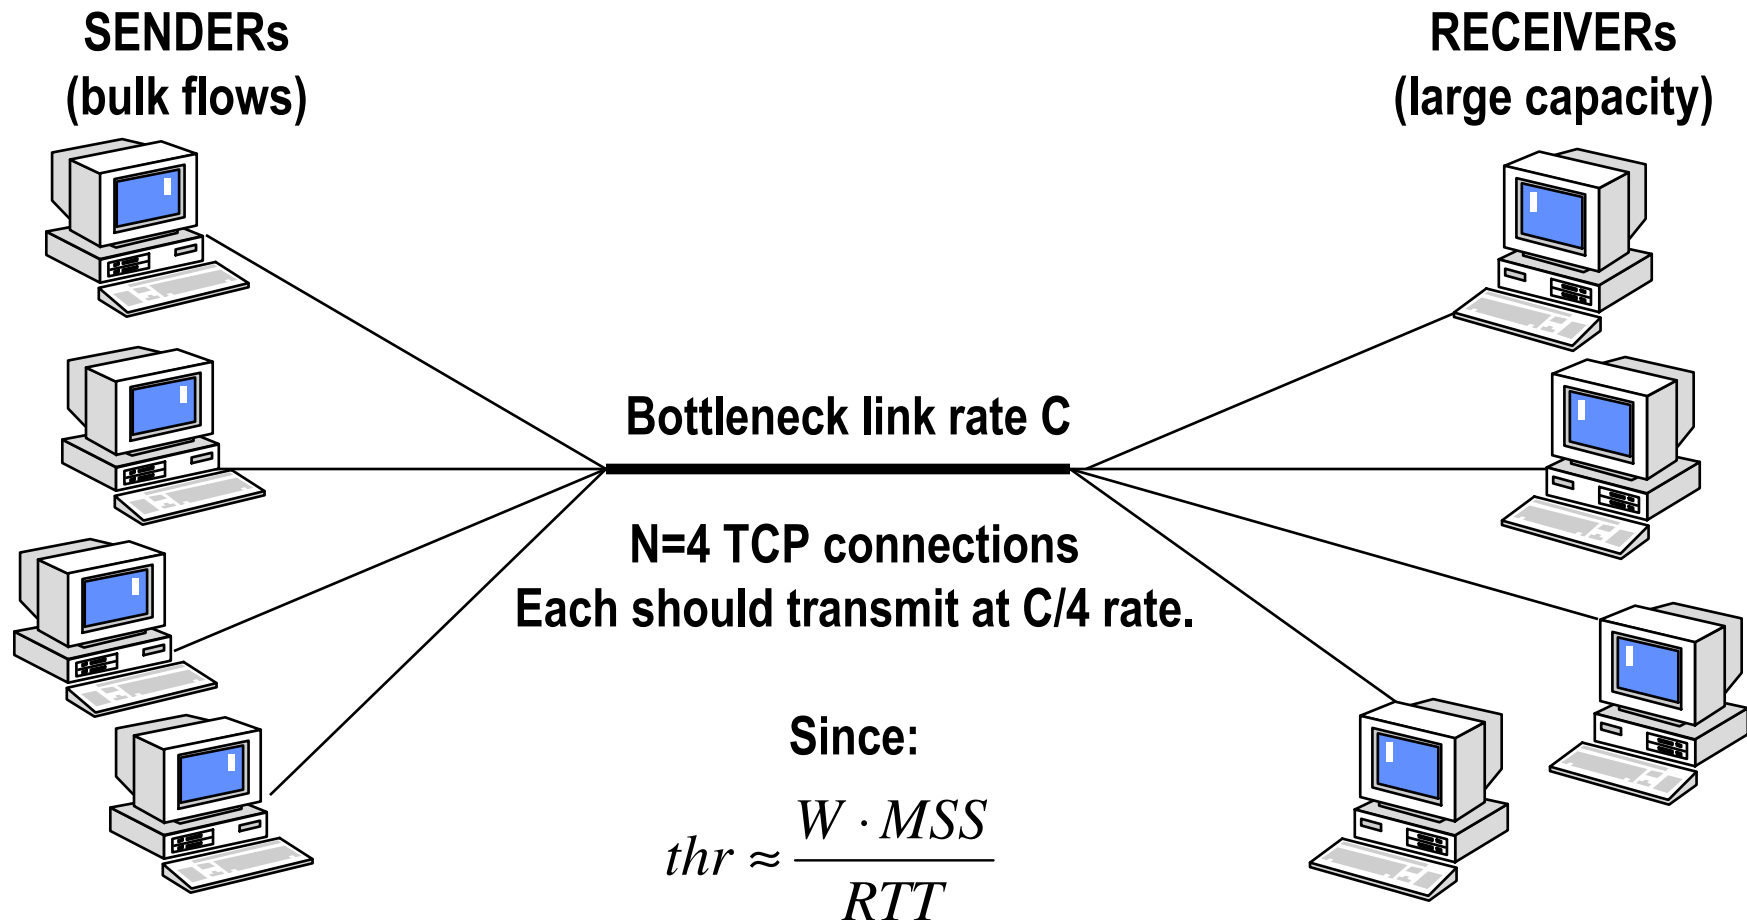 SENDERs
(bulk flows)
RECEIVERs
(large capacity)
Bottleneck link rate C
N=4 TCP connections
Each should transmit at C/4 rate.
Since:
thr ≈ W · MSS / RTT